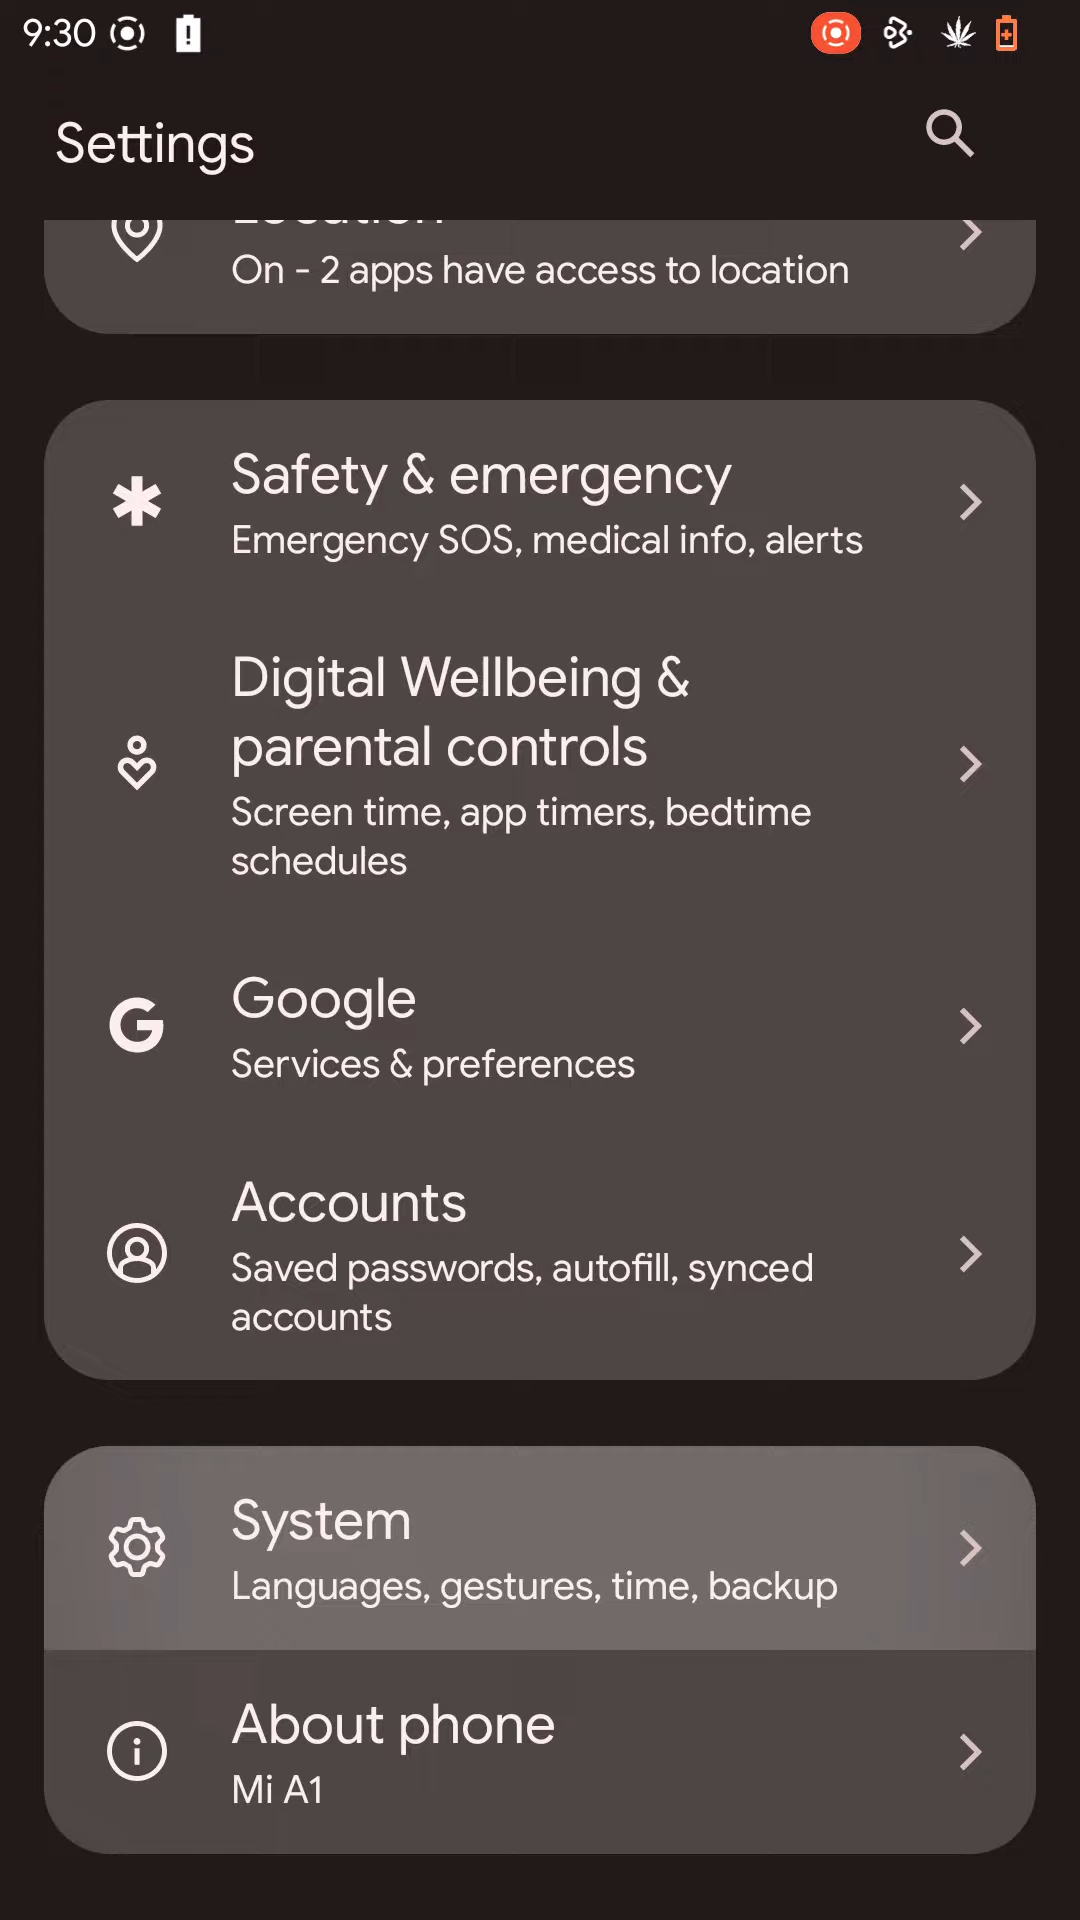 9:30
Settings
Location
On - 2 apps have access to location
Safety & emergency
Emergency SOS, medical info, alerts
Digital Wellbeing &
parental controls
Screen time, app timers, bedtime
schedules
Google
Services & preferences
Accounts
Saved passwords, autofill, synced
accounts
System
Languages, gestures, time, backup
About phone
Mi A1